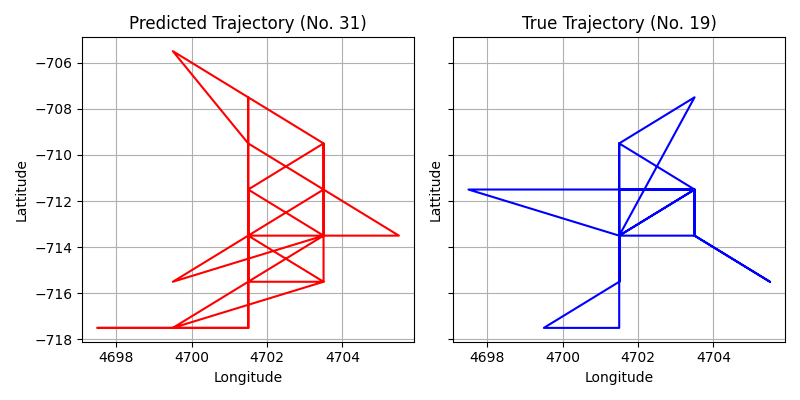 Predicted Trajectory (No. 31)
True Trajectory (No. 19)
Lattitude
−706
−708
−710
−712
−714
−716
−718
4698
4700
4702
4704
Longitude
Lattitude
4698
4700
4702
4704
Longitude